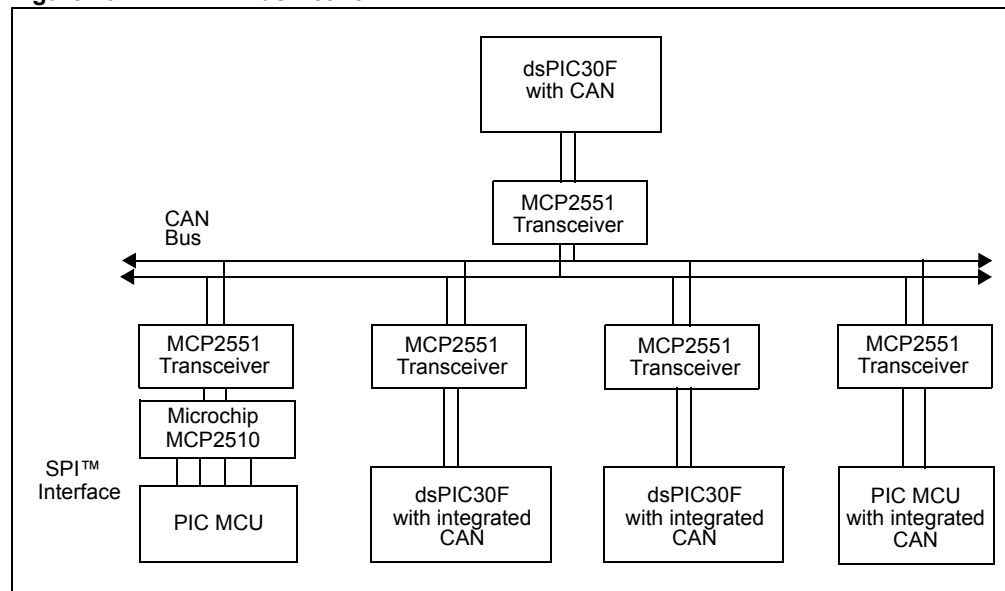 dsPIC30F
with CAN
MCP2551
Transceiver
CAN
Bus
MCP2551
Transceiver
MCP2551
Transceiver
MCP2551
Transceiver
MCP2551
Transceiver
Microchip
MCP2510
SPI™
Interface
PIC MCU
dsPIC30F
with integrated
CAN
dsPIC30F
with integrated
CAN
PIC MCU
with integrated
CAN